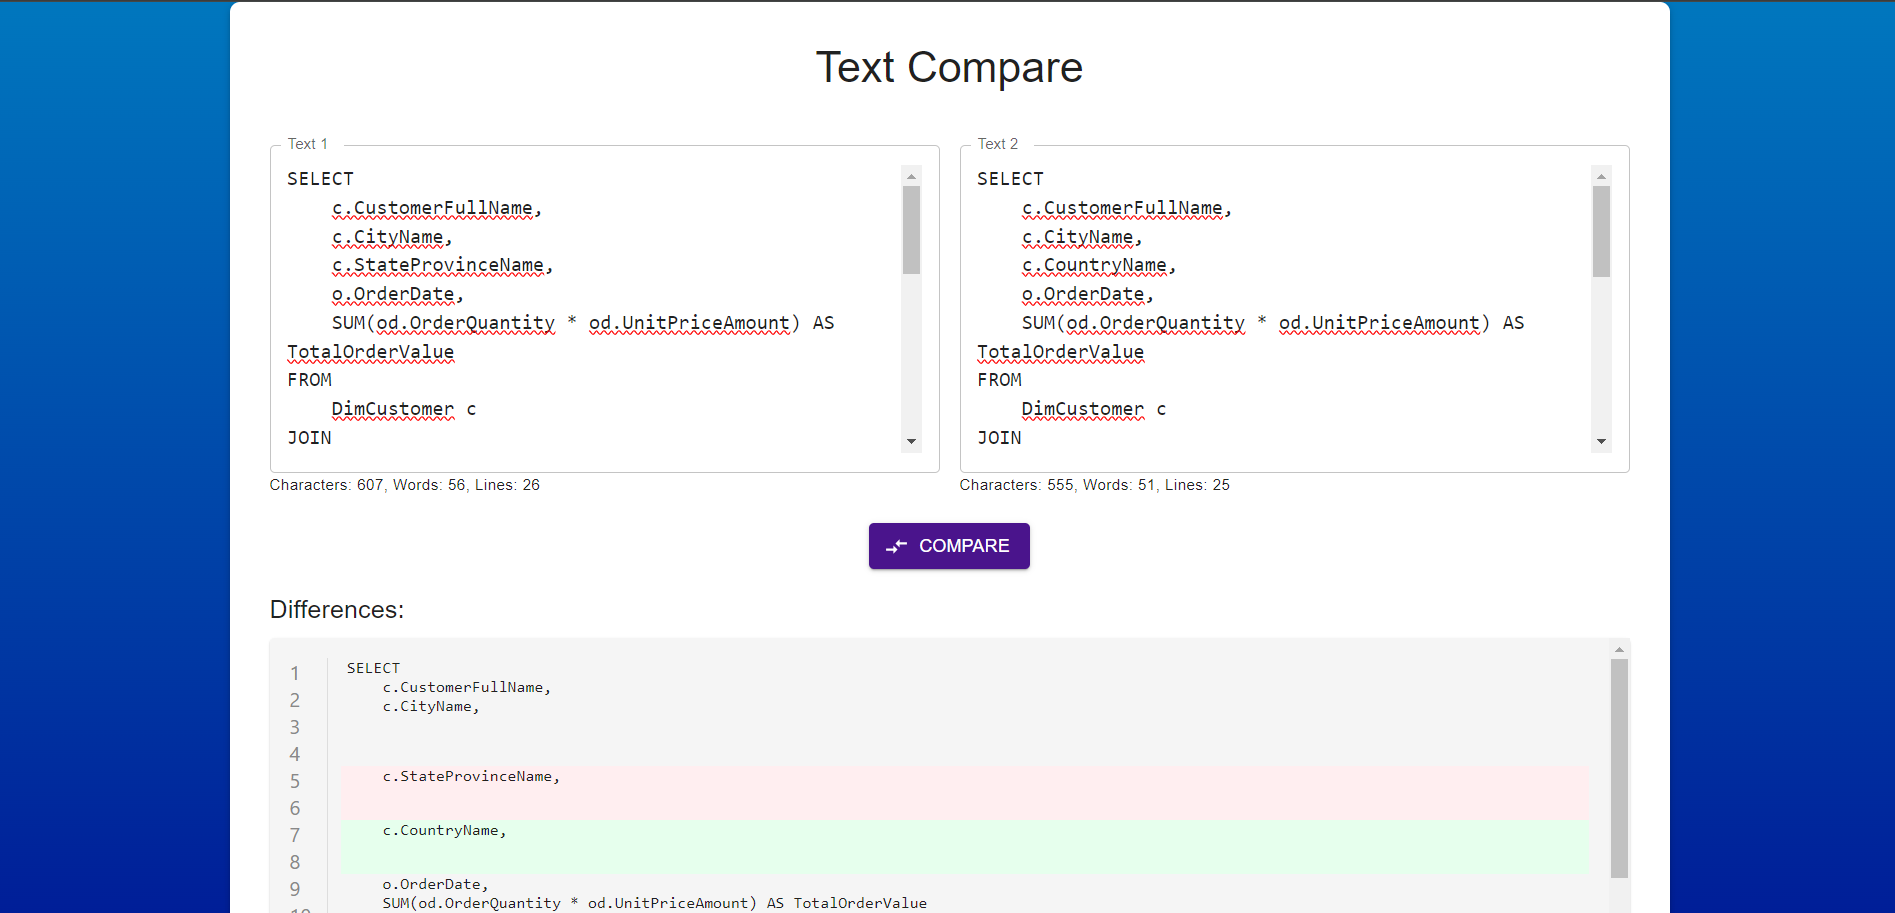 Text Compare
Text 1
SELECT
    c.CustomerFullName,
    c.CityName,
    c.StateProvinceName,
    o.OrderDate,
    SUM(od.OrderQuantity * od.UnitPriceAmount) AS
TotalOrderValue
FROM
    DimCustomer c
JOIN
Characters: 607, Words: 56, Lines: 26
Text 2
SELECT
    c.CustomerFullName,
    c.CityName,
    c.CountryName,
    o.OrderDate,
    SUM(od.OrderQuantity * od.UnitPriceAmount) AS
TotalOrderValue
FROM
    DimCustomer c
JOIN
Characters: 555, Words: 51, Lines: 25
COMPARE
Differences:
1 SELECT
2     c.CustomerFullName,
3     c.CityName,
4
5     c.StateProvinceName,
6
7     c.CountryName,
8
9     o.OrderDate,
10     SUM(od.OrderQuantity * od.UnitPriceAmount) AS TotalOrderValue